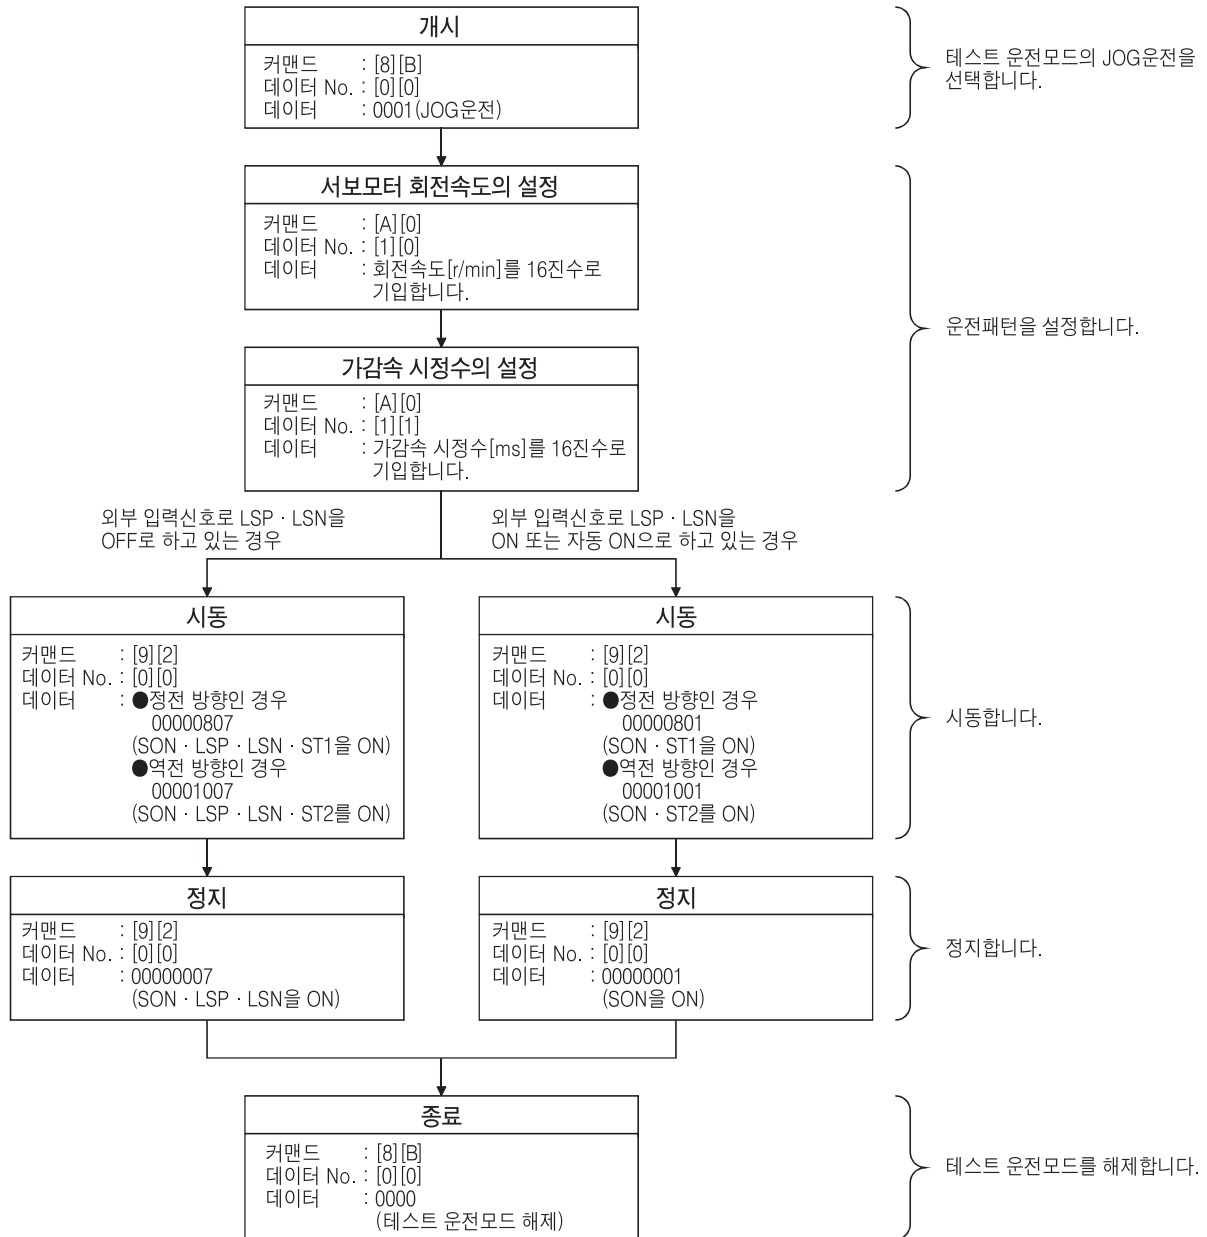 개시
커맨드 : [8][B]
데이터 No. : [0][0]
데이터 : 0001(JOG운전)
테스트 운전모드의 JOG운전을
선택합니다.
서보모터 회전속도의 설정
커맨드 : [A][0]
데이터 No. : [1][0]
데이터 : 회전속도[r/min]를 16진수로
기입합니다.
가감속 시정수의 설정
커맨드 : [A][0]
데이터 No. : [1][1]
데이터 : 가감속 시정수[ms]를 16진수로
기입합니다.
운전패턴을 설정합니다.
외부 입력신호로 LSP · LSN을
OFF로 하고 있는 경우
외부 입력신호로 LSP · LSN을
ON 또는 자동 ON으로 하고 있는 경우
시동
커맨드 : [9][2]
데이터 No. : [0][0]
데이터 : ●정전 방향인 경우
00000807
(SON · LSP · LSN · ST1을 ON)
●역전 방향인 경우
00001007
(SON · LSP · LSN · ST2를 ON)
시동
커맨드 : [9][2]
데이터 No. : [0][0]
데이터 : ●정전 방향인 경우
00000801
(SON · ST1을 ON)
●역전 방향인 경우
00001001
(SON · ST2를 ON)
시동합니다.
정지
커맨드 : [9][2]
데이터 No. : [0][0]
데이터 : 00000007
(SON · LSP · LSN을 ON)
정지
커맨드 : [9][2]
데이터 No. : [0][0]
데이터 : 00000001
(SON을 ON)
정지합니다.
종료
커맨드 : [8][B]
데이터 No. : [0][0]
데이터 : 0000
(테스트 운전모드 해제)
테스트 운전모드를 해제합니다.